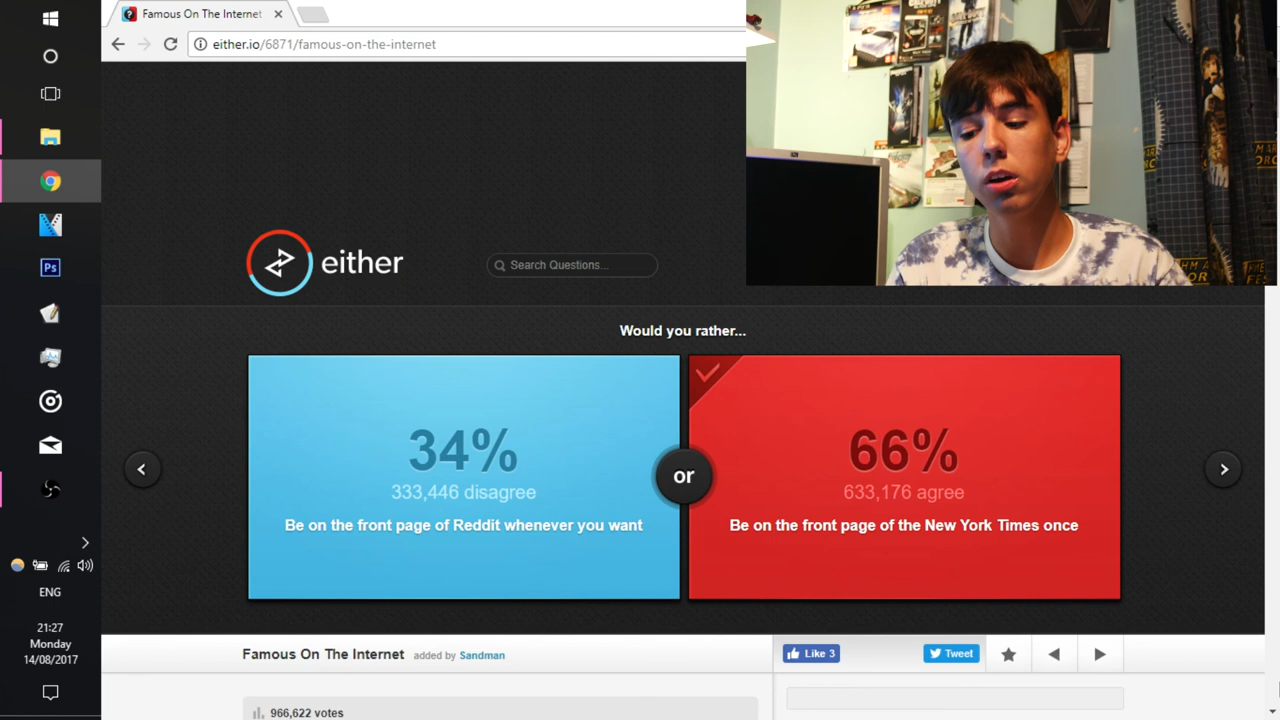 Famous On The Internet
either.io/6871/famous-on-the-internet
either
Search Questions...
Would you rather...
34%
333,446 disagree
Be on the front page of Reddit whenever you want
or
66%
633,176 agree
Be on the front page of the New York Times once
Famous On The Internet added by Sandman
Like 3
Tweet
966,622 votes
Ps
ENG
21:27
Monday
14/08/2017